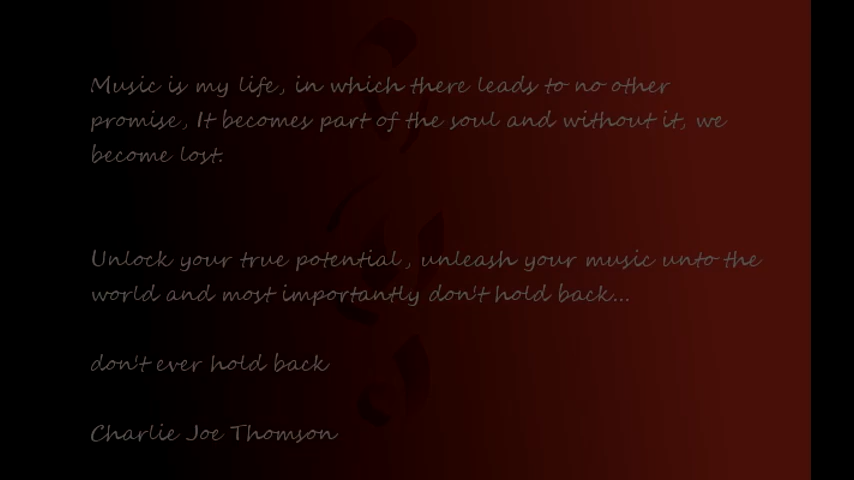 Music is my life, in which there leads to no other
promise, It becomes part of the soul and without it, we
become lost.
Unlock your true potential, unleash your music unto the
world and most importantly don't hold back...
don't ever hold back
Charlie Joe Thomson